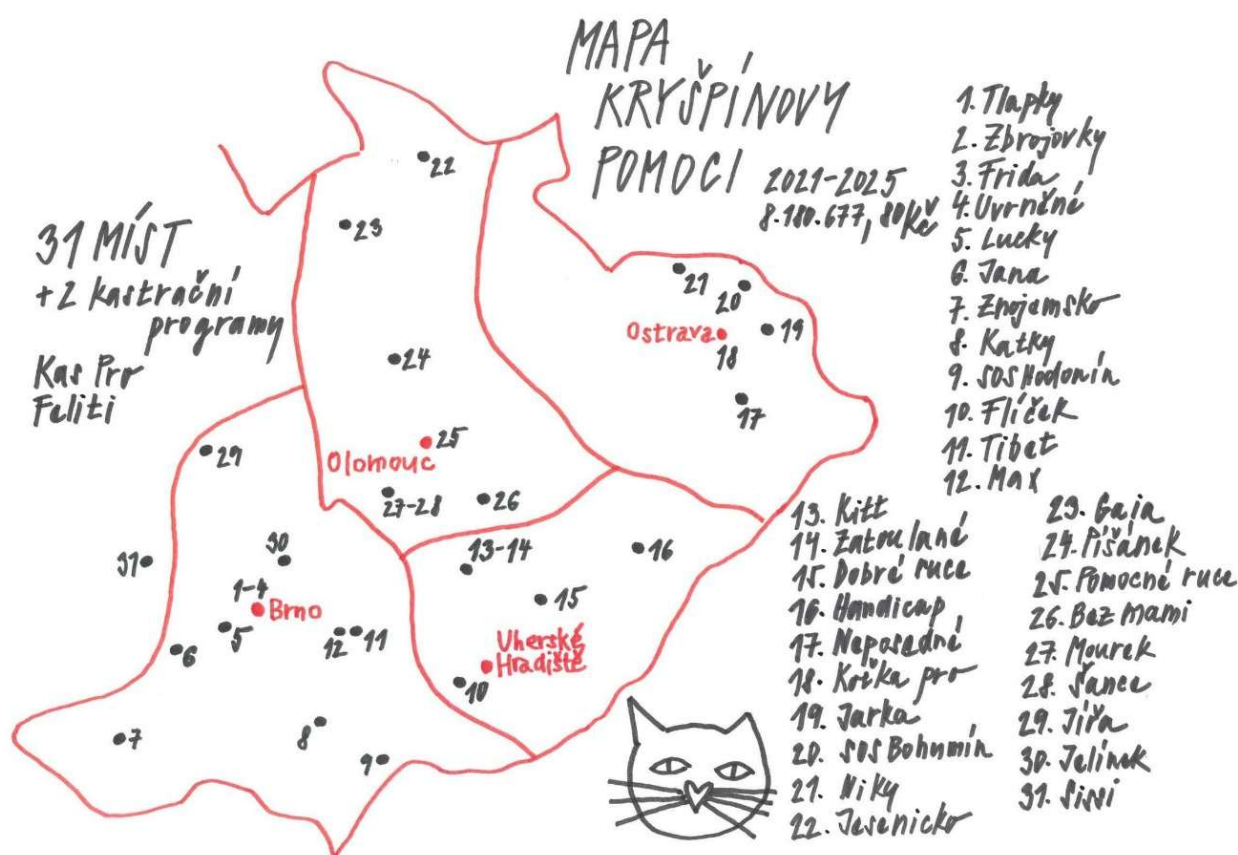 MAPA
KRYŠPÍNOVY
POMOCI
2021-2025
8.180.677,80Kč
31 MÍST
+2 kastrační
programy
Kas Pro
Feliti
22
23
24
25
Olomouc
27-28
26
21
20
19
Ostrava
18
17
29
31
30
1-4
Brno
5
6
12
11
7
8
9
13-14
16
15
Uherské
Hradiště
10
1. Tlapky
2. Zbrojovky
3. Frida
4. Uvrněné
5. Lucky
6. Jana
7. Znojemsko
8. Katky
9. SOS Hodonín
10. Flíček
11. Tibet
12. Max
13. Kitt
14. Zatoulané
15. Dobré ruce
16. Handicap
17. Neposedné
18. Kočka pro
19. Jarka
20. SOS Bohumín
21. Niky
22. Jesenicko
23. Gaja
24. Píšánek
25. Pomocné ruce
26. Bez mami
27. Mourek
28. Šance
29. Jířa
30. Jelínek
31. Sissi